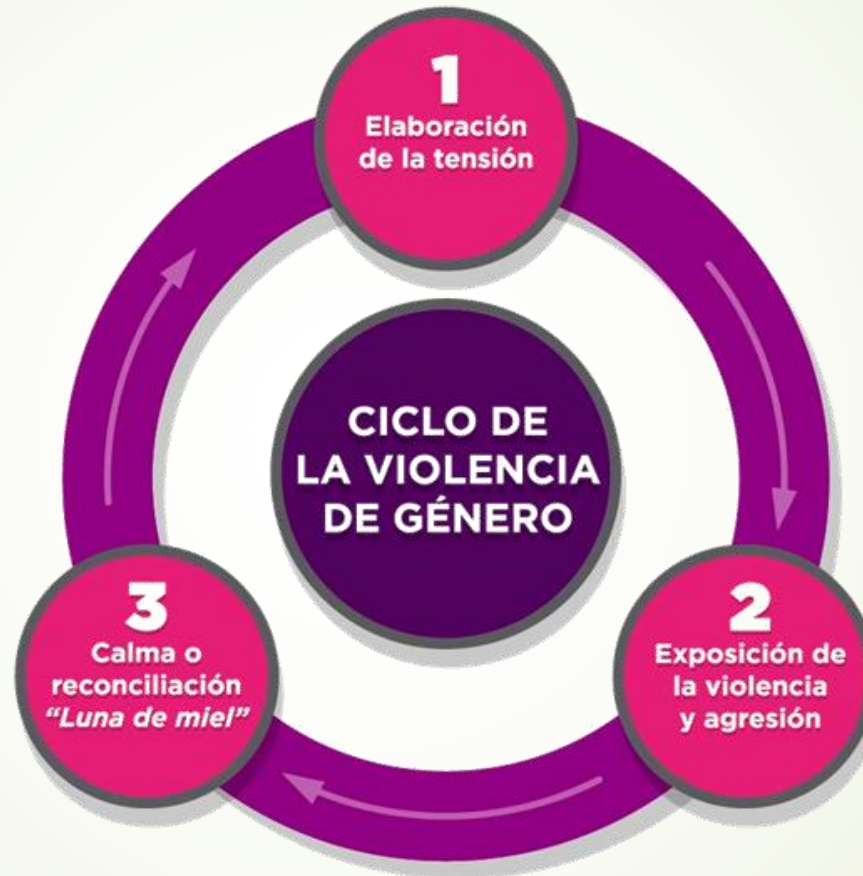 1
Elaboración
de la tensión
CICLO DE
LA VIOLENCIA
DE GÉNERO
2
Exposición de
la violencia
y agresión
3
Calma o
reconciliación
“Luna de miel”